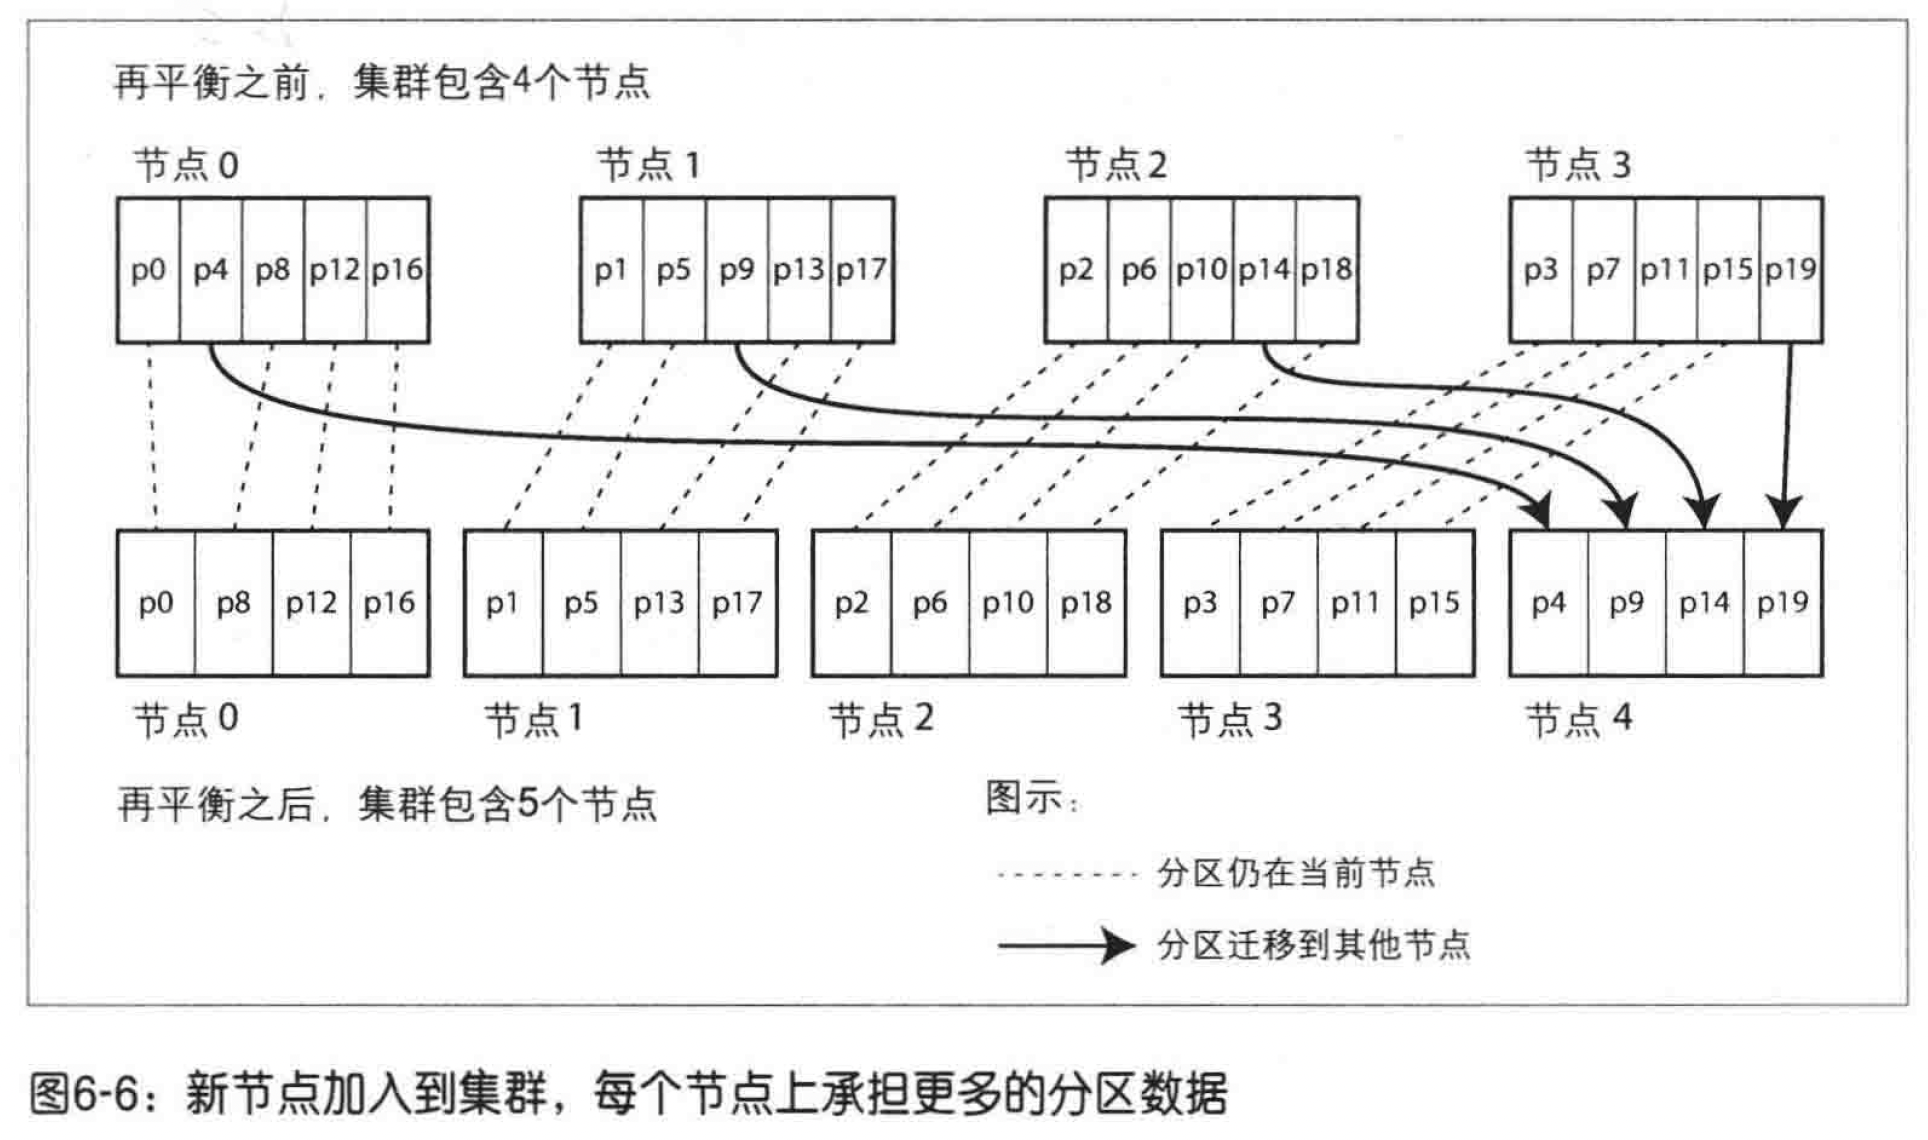 再平衡之前，集群包含4个节点
节点0 节点1 节点2 节点3
p0 p4 p8 p12 p16 p1 p5 p9 p13 p17 p2 p6 p10 p14 p18 p3 p7 p11 p15 p19
p0 p8 p12 p16 p1 p5 p13 p17 p2 p6 p10 p18 p3 p7 p11 p15 p4 p9 p14 p19
节点0 节点1 节点2 节点3 节点4
再平衡之后，集群包含5个节点
图示：
分区仍在当前节点
分区迁移到其他节点
图6-6：新节点加入到集群，每个节点上承担更多的分区数据